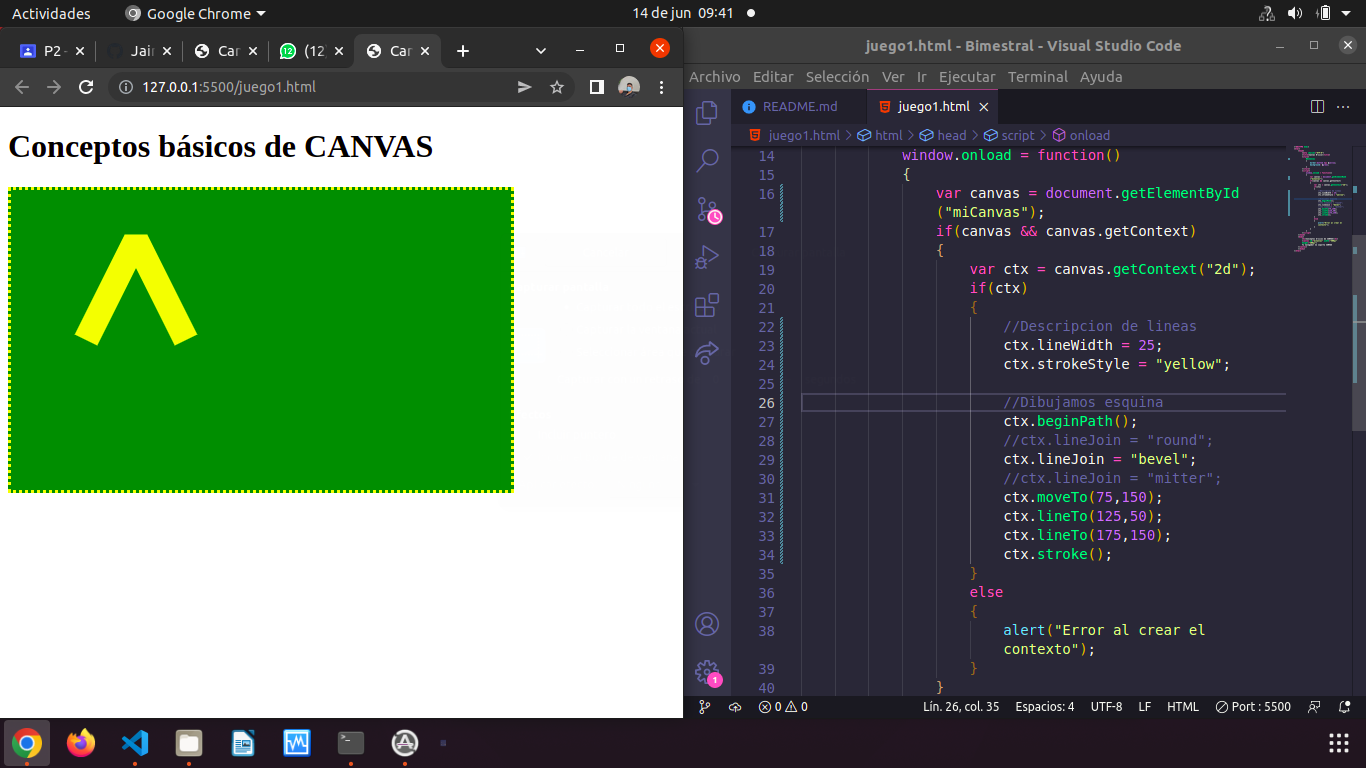 Actividades Google Chrome 14 de jun 09:41
P2 - Jair Car (12) Car
127.0.0.1:5500/juego1.html
Conceptos básicos de CANVAS
juego1.html - Bimestral - Visual Studio Code
Archivo Editar Selección Ver Ir Ejecutar Terminal Ayuda
README.md juego1.html
juego1.html > html > head > script > onload
14 window.onload = function()
15 {
16 var canvas = document.getElementById
("miCanvas");
17 if(canvas && canvas.getContext)
18 {
19 var ctx = canvas.getContext("2d");
20 if(ctx)
21 {
22 //Descripcion de lineas
23 ctx.lineWidth = 25;
24 ctx.strokeStyle = "yellow";
25
26 //Dibujamos esquina
27 ctx.beginPath();
28 //ctx.lineJoin = "round";
29 ctx.lineJoin = "bevel";
30 //ctx.lineJoin = "mitter";
31 ctx.moveTo(75,150);
32 ctx.lineTo(125,50);
33 ctx.lineTo(175,150);
34 ctx.stroke();
35 }
36 else
37 {
38 alert("Error al crear el
contexto");
39 }
40 }
1
0 0 Lín. 26, col. 35 Espacios: 4 UTF-8 LF HTML Port : 5500